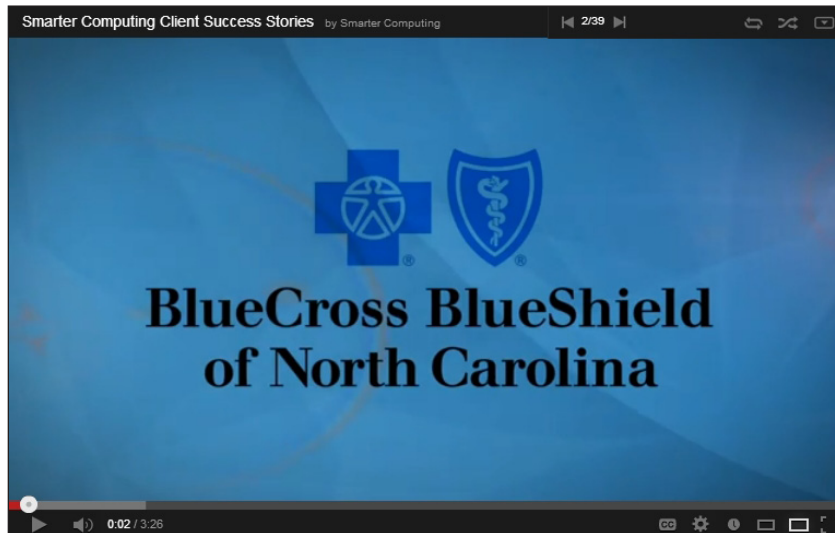 Smarter Computing Client Success Stories by Smarter Computing 2/39
® ®
BlueCross BlueShield
of North Carolina
0:02 / 3:26 CC